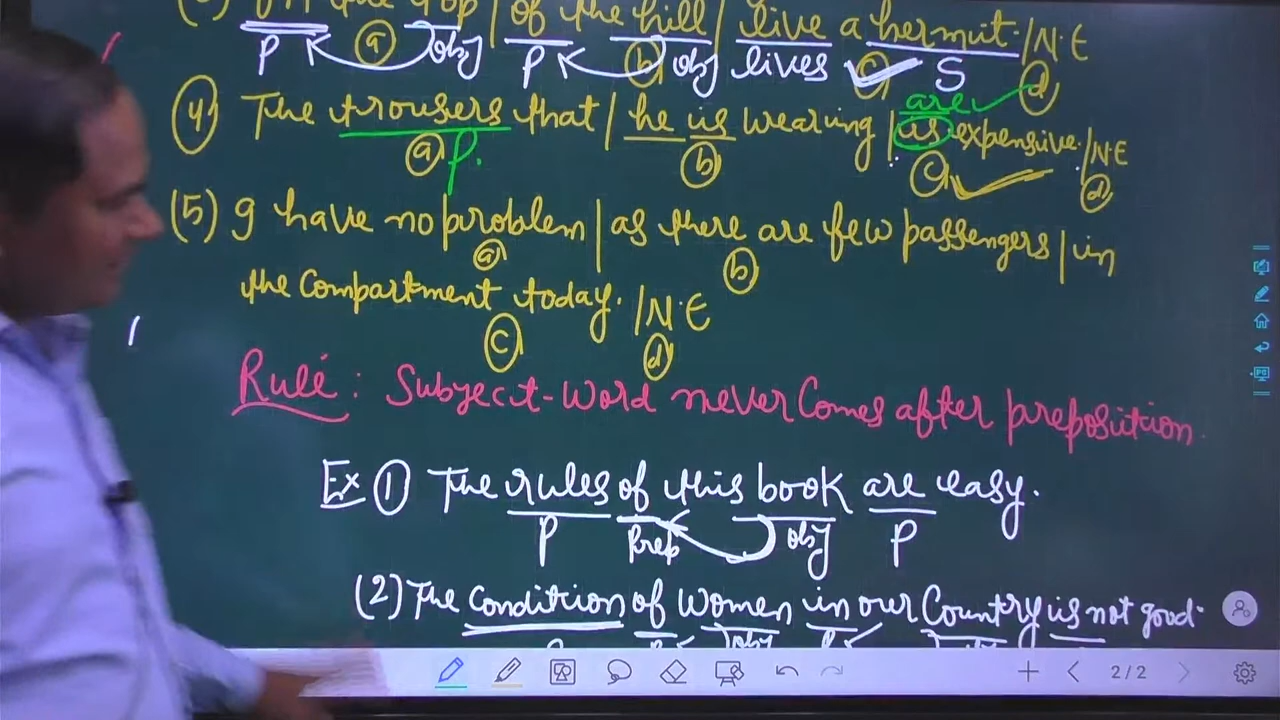 top / of the hill / live a hermit. / N.E
P (a) obj P (b) obj lives (c) S (d)
are
(4) The trousers that / he is wearing / is expensive. / N.E
(a) P. (b) (c) (d)
(5) I have no problem / as there are few passengers / in
(a) (b)
the compartment today. / N.E
(c) (d)
Rule: Subject-word never comes after preposition.
Ex (1) The rules of this book are easy.
P Prep obj P
(2) The condition of women in our country is not good.
2/2